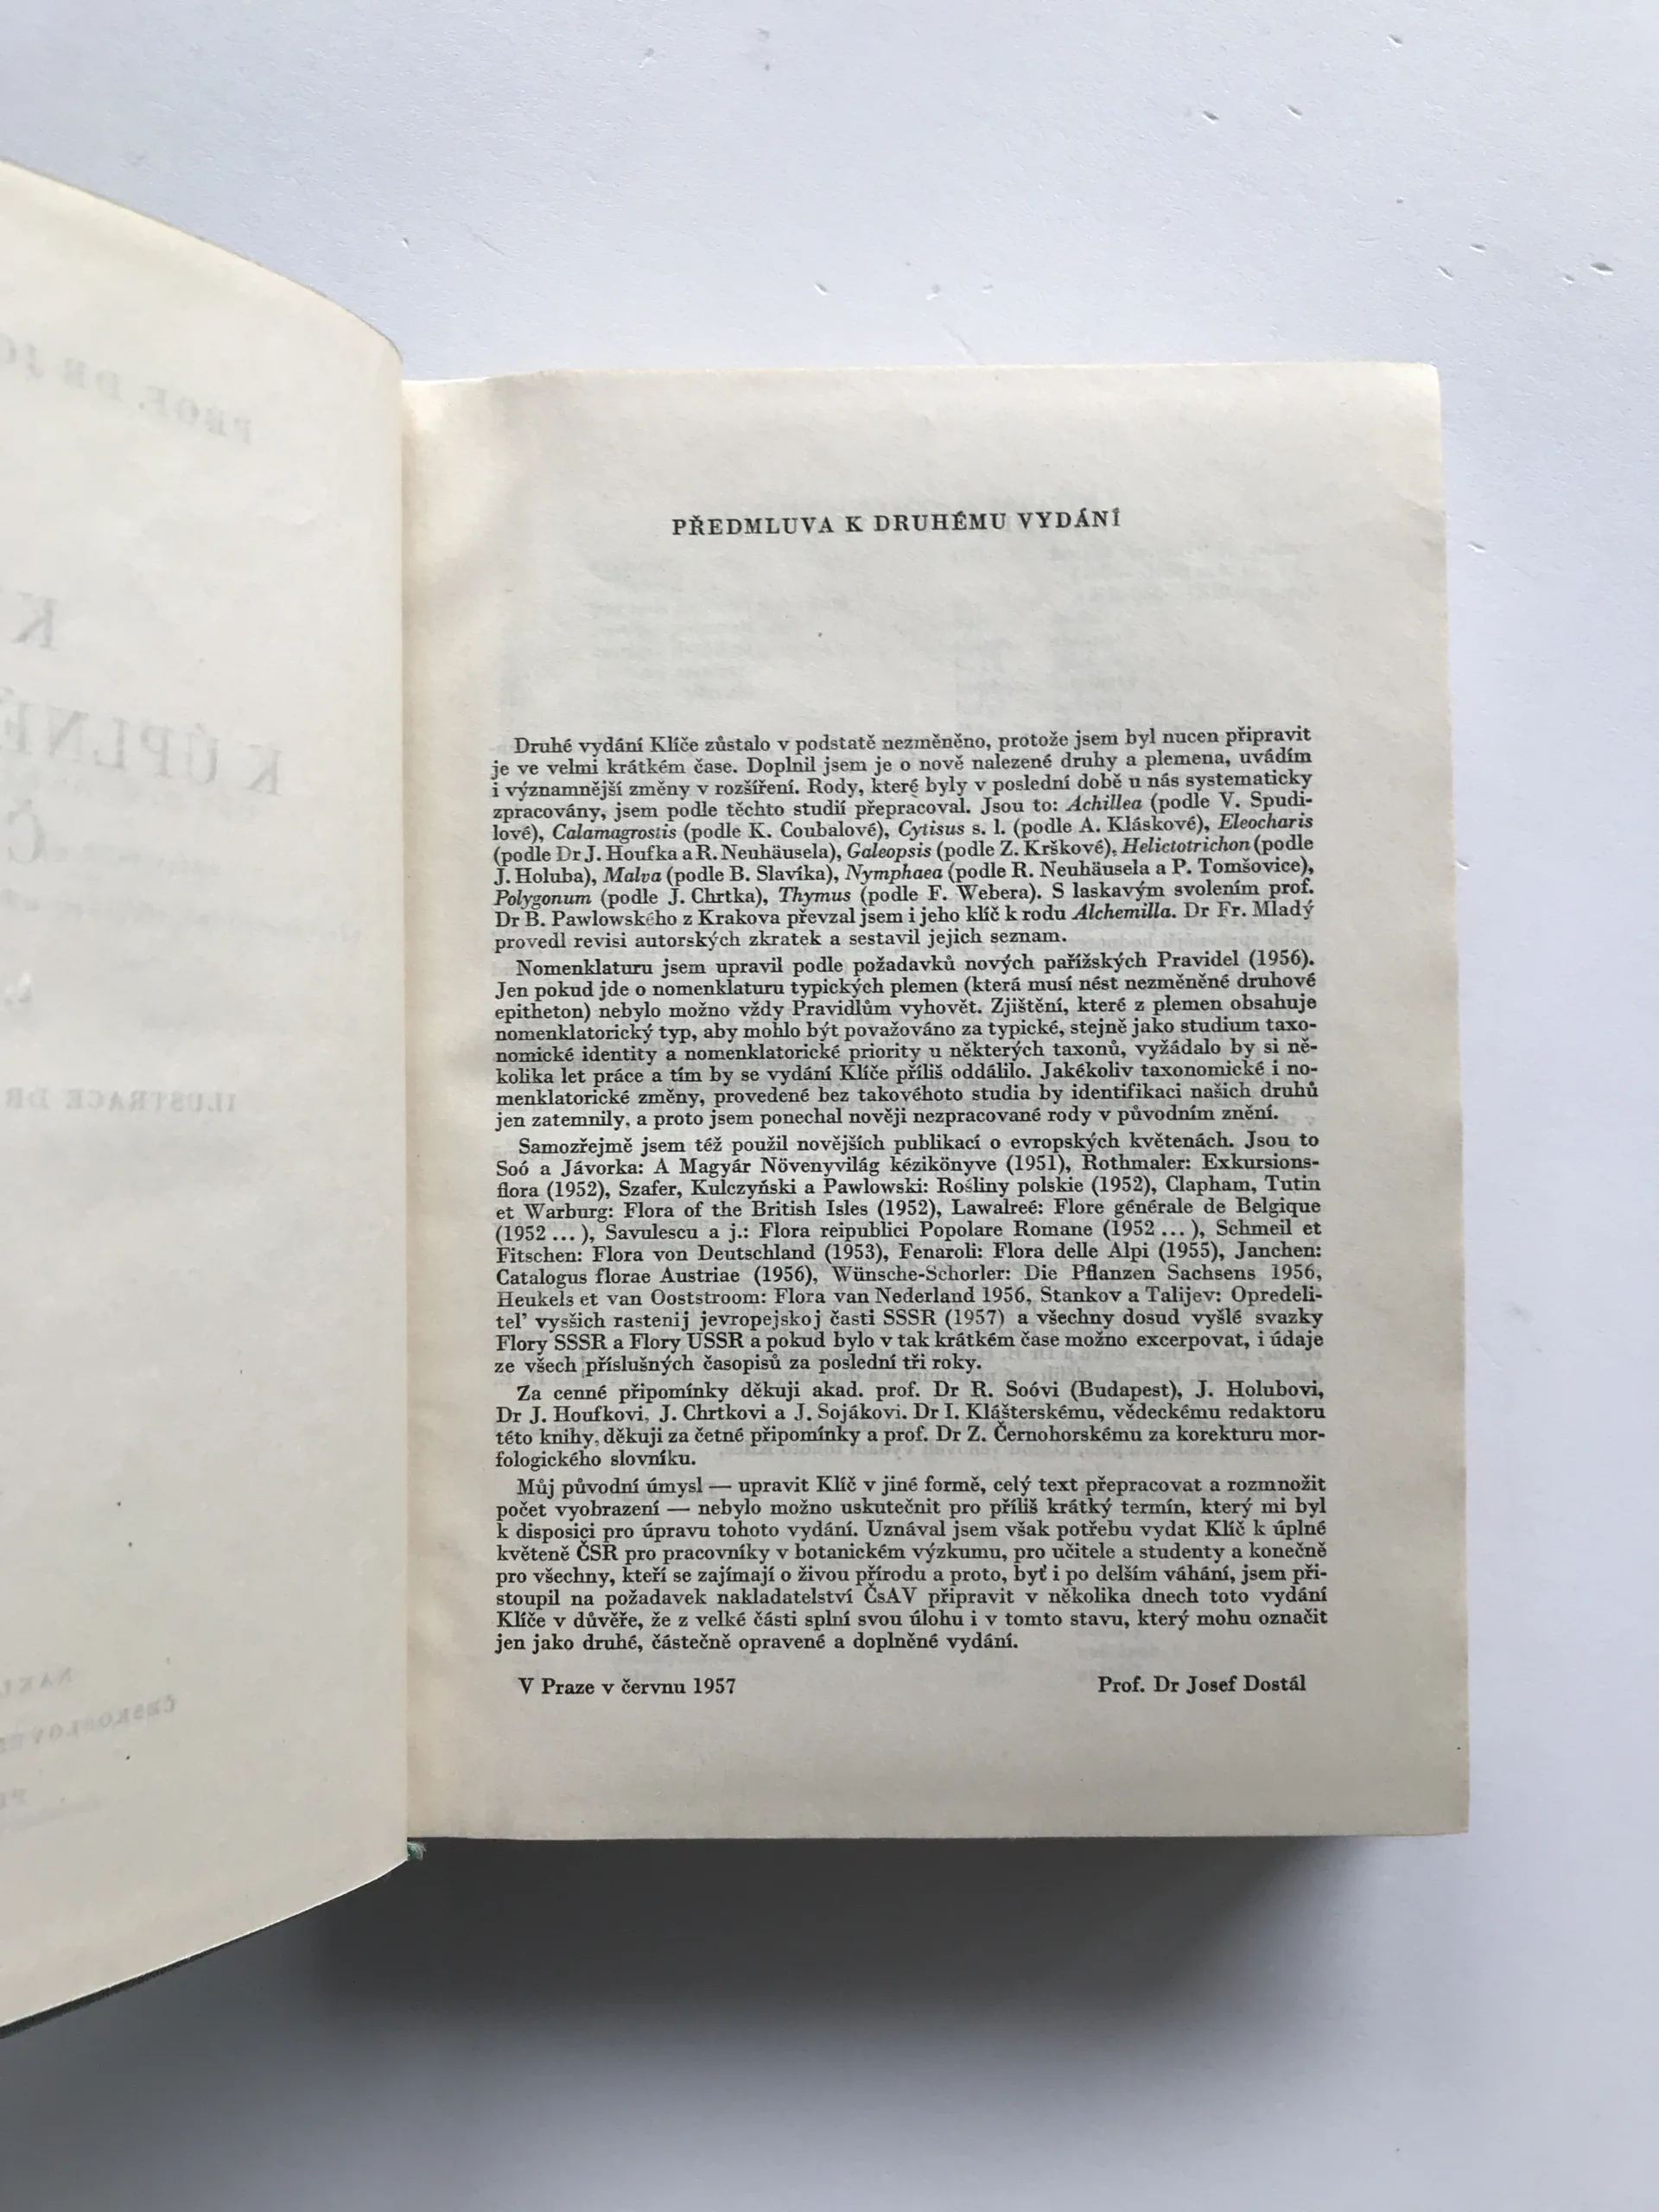 PŘEDMLUVA K DRUHÉMU VYDÁNÍ
Druhé vydání Klíče zůstalo v podstatě nezměněno, protože jsem byl nucen připravit
je ve velmi krátkém čase. Doplnil jsem je o nově nalezené druhy a plemena, uvádím
i významnější změny v rozšíření. Rody, které byly v poslední době u nás systematicky
zpracovány, jsem podle těchto studií přepracoval. Jsou to: Achillea (podle V. Spudi-
lové), Calamagrostis (podle K. Coubalové), Cytisus s. l. (podle A. Kláskové), Eleocharis
(podle Dr J. Houfka a R. Neuhäusela), Galeopsis (podle Z. Krškové), Helictotrichon (podle
J. Holuba), Malva (podle B. Slavíka), Nymphaea (podle R. Neuhäusela a P. Tomšovice),
Polygonum (podle J. Chrtka), Thymus (podle F. Webera). S laskavým svolením prof.
Dr B. Pawlowského z Krakova převzal jsem i jeho klíč k rodu Alchemilla. Dr Fr. Mladý
provedl revisi autorských zkratek a sestavil jejich seznam.
Nomenklaturu jsem upravil podle požadavků nových pařížských Pravidel (1956).
Jen pokud jde o nomenklaturu typických plemen (která musí nést nezměněné druhové
epitheton) nebylo možno vždy Pravidlům vyhovět. Zjištění, které z plemen obsahuje
nomenklatorický typ, aby mohlo být považováno za typické, stejně jako studium taxo-
nomické identity a nomenklatorické priority u některých taxonů, vyžádalo by si ně-
kolika let práce a tím by se vydání Klíče příliš oddálilo. Jakékoliv taxonomické i no-
menklatorické změny, provedené bez takovéhoto studia by identifikaci našich druhů
jen zatemnily, a proto jsem ponechal nověji nezpracované rody v původním znění.
Samozřejmě jsem též použil novějších publikací o evropských květenách. Jsou to
Soó a Jávorka: A Magyár Növenyvilág kézikönyve (1951), Rothmaler: Exkursions-
flora (1952), Szafer, Kulczyński a Pawlowski: Rośliny polskie (1952), Clapham, Tutin
et Warburg: Flora of the British Isles (1952), Lawalreé: Flore générale de Belgique
(1952 ... ), Savulescu a j.: Flora reipublici Popolare Romane (1952 ... ), Schmeil et
Fitschen: Flora von Deutschland (1953), Fenaroli: Flora delle Alpi (1955), Janchen:
Catalogus florae Austriae (1956), Wünsche-Schorler: Die Pflanzen Sachsens 1956,
Heukels et van Ooststroom: Flora van Nederland 1956, Stankov a Talijev: Opredeli-
tel’ vysšich rastenij jevropejskoj časti SSSR (1957) a všechny dosud vyšlé svazky
Flory SSSR a Flory USSR a pokud bylo v tak krátkém čase možno excerpovat, i údaje
ze všech příslušných časopisů za poslední tři roky.
Za cenné připomínky děkuji akad. prof. Dr R. Soóvi (Budapest), J. Holubovi,
Dr J. Houfkovi, J. Chrtkovi a J. Sojákovi. Dr I. Klášterskému, vědeckému redaktoru
této knihy, děkuji za četné připomínky a prof. Dr Z. Černohorskému za korekturu mor-
fologického slovníku.
Můj původní úmysl — upravit Klíč v jiné formě, celý text přepracovat a rozmnožit
počet vyobrazení — nebylo možno uskutečnit pro příliš krátký termín, který mi byl
k disposici pro úpravu tohoto vydání. Uznával jsem však potřebu vydat Klíč k úplné
květeně ČSR pro pracovníky v botanickém výzkumu, pro učitele a studenty a konečně
pro všechny, kteří se zajímají o živou přírodu a proto, byť i po delším váhání, jsem při-
stoupil na požadavek nakladatelství ČsAV připravit v několika dnech toto vydání
Klíče v důvěře, že z velké části splní svou úlohu i v tomto stavu, který mohu označit
jen jako druhé, částečně opravené a doplněné vydání.
V Praze v červnu 1957
Prof. Dr Josef Dostál